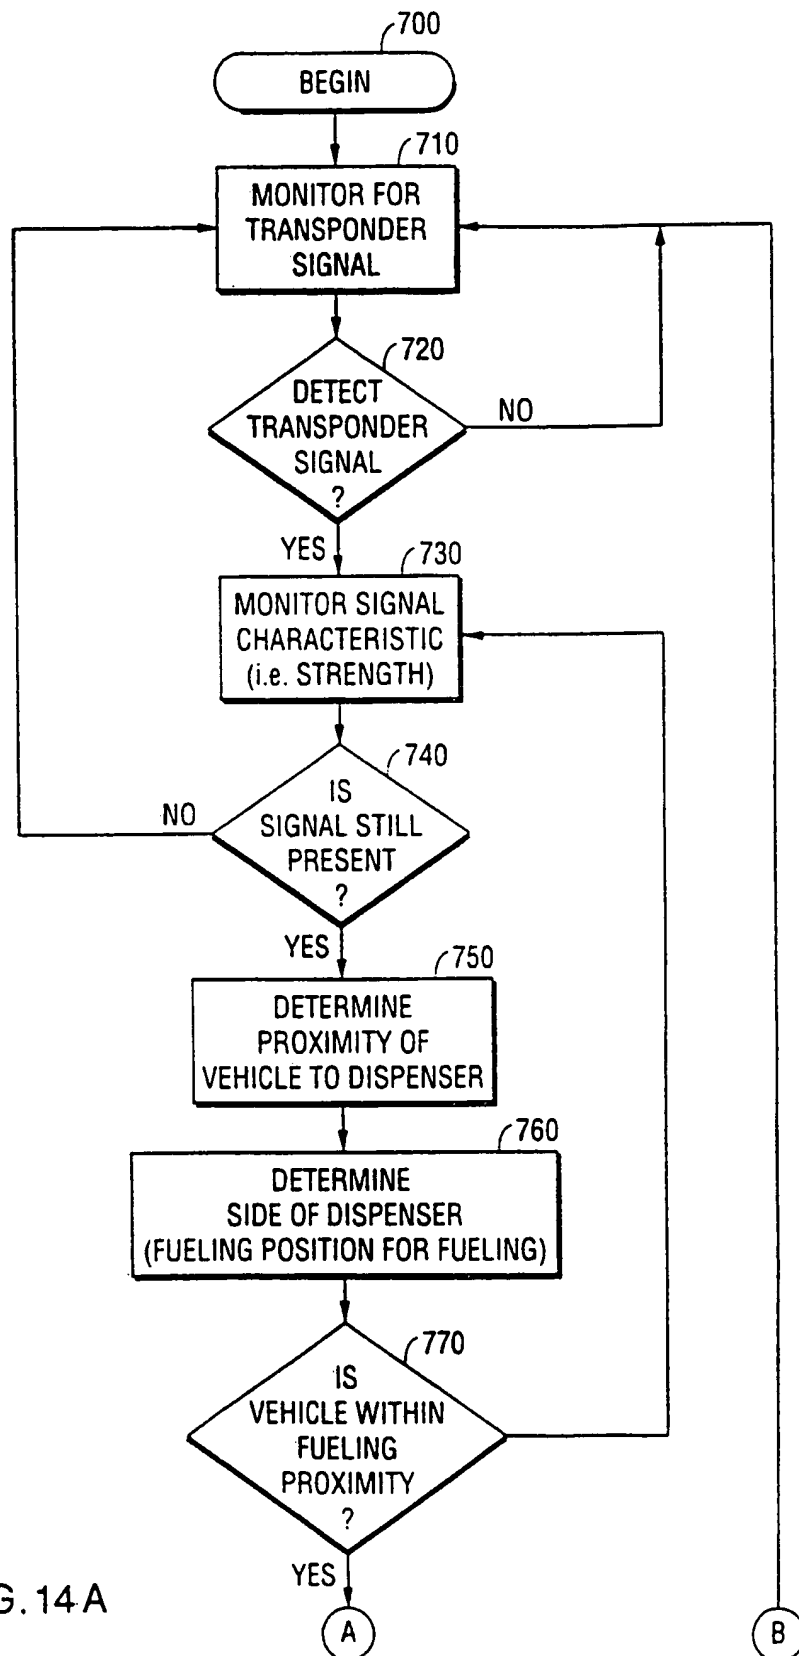 700
BEGIN
710
MONITOR FOR
TRANSPONDER
SIGNAL
720
DETECT
TRANSPONDER
SIGNAL
?
NO
YES
730
MONITOR SIGNAL
CHARACTERISTIC
(i.e. STRENGTH)
740
IS
SIGNAL STILL
PRESENT
?
NO
YES
750
DETERMINE
PROXIMITY OF
VEHICLE TO DISPENSER
760
DETERMINE
SIDE OF DISPENSER
(FUELING POSITION FOR FUELING)
770
IS
VEHICLE WITHIN
FUELING
PROXIMITY
?
YES
G. 14A
A
B